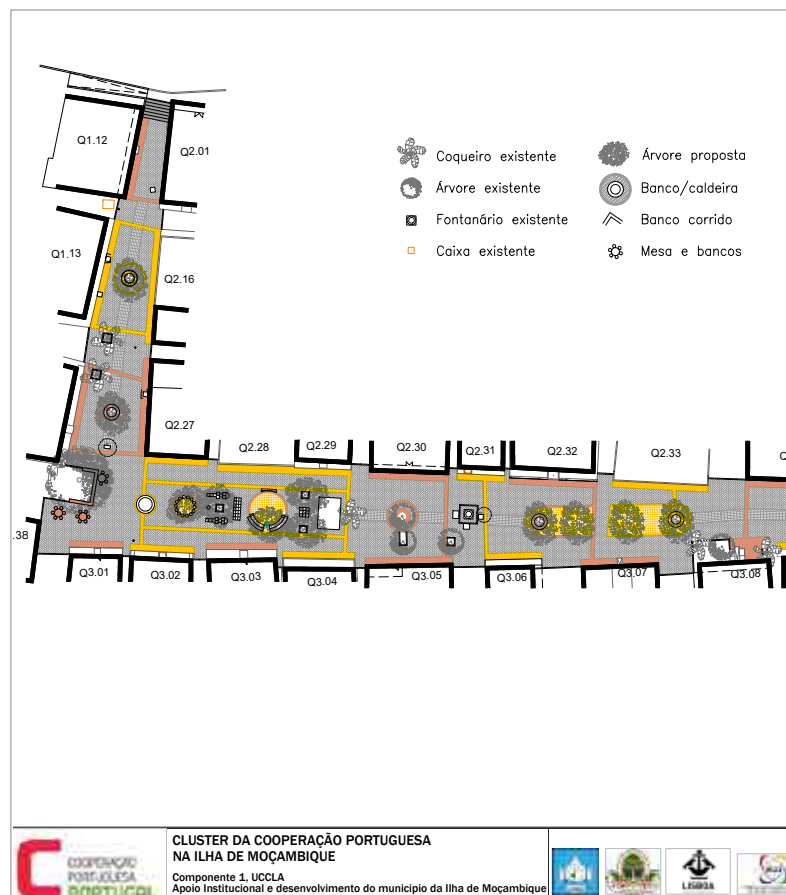 Q1.12
Q2.01
Q1.13
Q2.16
Q2.27
Q2.28
Q2.29
Q2.30
Q2.31
Q2.32
Q2.33
.38
Q3.01
Q3.02
Q3.03
Q3.04
Q3.05
Q3.06
Q3.07
Q3.08
Coqueiro existente
Árvore existente
Fontanário existente
Caixa existente
Árvore proposta
Banco/caldeira
Banco corrido
Mesa e bancos
COOPERAÇÃO
PORTUGUESA
PORTUGAL
CLUSTER DA COOPERAÇÃO PORTUGUESA
NA ILHA DE MOÇAMBIQUE
Componente 1, UCCLA
Apoio Institucional e desenvolvimento do municipio da Ilha de Moçambique
LISBOA